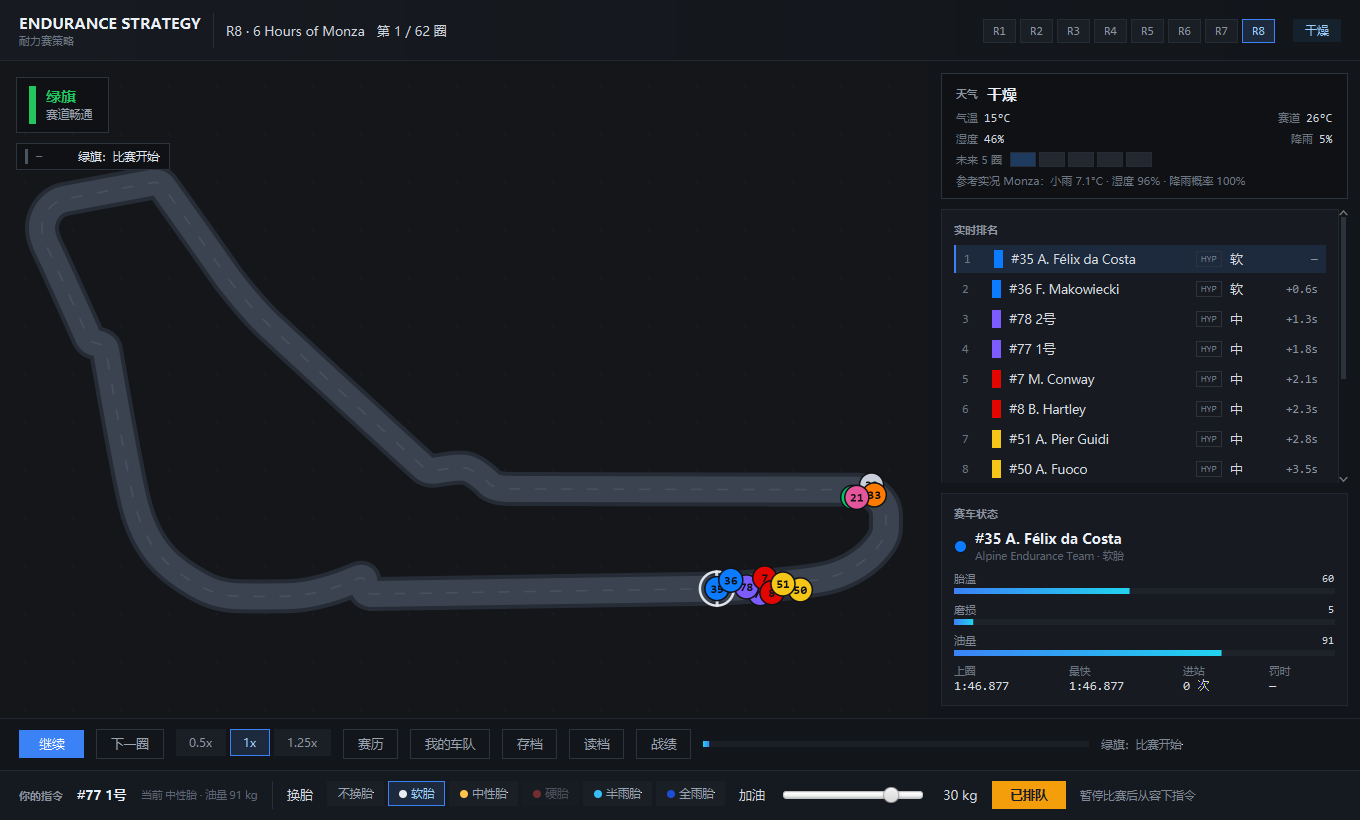 ENDURANCE STRATEGY
耐力赛策略
R8 · 6 Hours of Monza 第 1 / 62 圈
R1 R2 R3 R4 R5 R6 R7 R8 干燥
绿旗
赛道畅通
– 绿旗：比赛开始
21 33
35 36 78 7 8 51 50
天气 干燥
气温 15°C 赛道 26°C
湿度 46% 降雨 5%
未来 5 圈
参考实况 Monza：小雨 7.1°C · 湿度 96% · 降雨概率 100%
实时排名
1 #35 A. Félix da Costa HYP 软 –
2 #36 F. Makowiecki HYP 软 +0.6s
3 #78 2号 HYP 中 +1.3s
4 #77 1号 HYP 中 +1.8s
5 #7 M. Conway HYP 中 +2.1s
6 #8 B. Hartley HYP 中 +2.3s
7 #51 A. Pier Guidi HYP 中 +2.8s
8 #50 A. Fuoco HYP 中 +3.5s
赛车状态
#35 A. Félix da Costa
Alpine Endurance Team · 软胎
胎温 60
磨损 5
油量 91
上圈 最快 进站 罚时
1:46.877 1:46.877 0 次 –
继续 下一圈 0.5x 1x 1.25x 赛历 我的车队 存档 读档 战绩 绿旗：比赛开始
你的指令 #77 1号 当前 中性胎 · 油量 91 kg 换胎 不换胎 软胎 中性胎 硬胎 半雨胎 全雨胎 加油 30 kg 已排队 暂停比赛后从容下指令